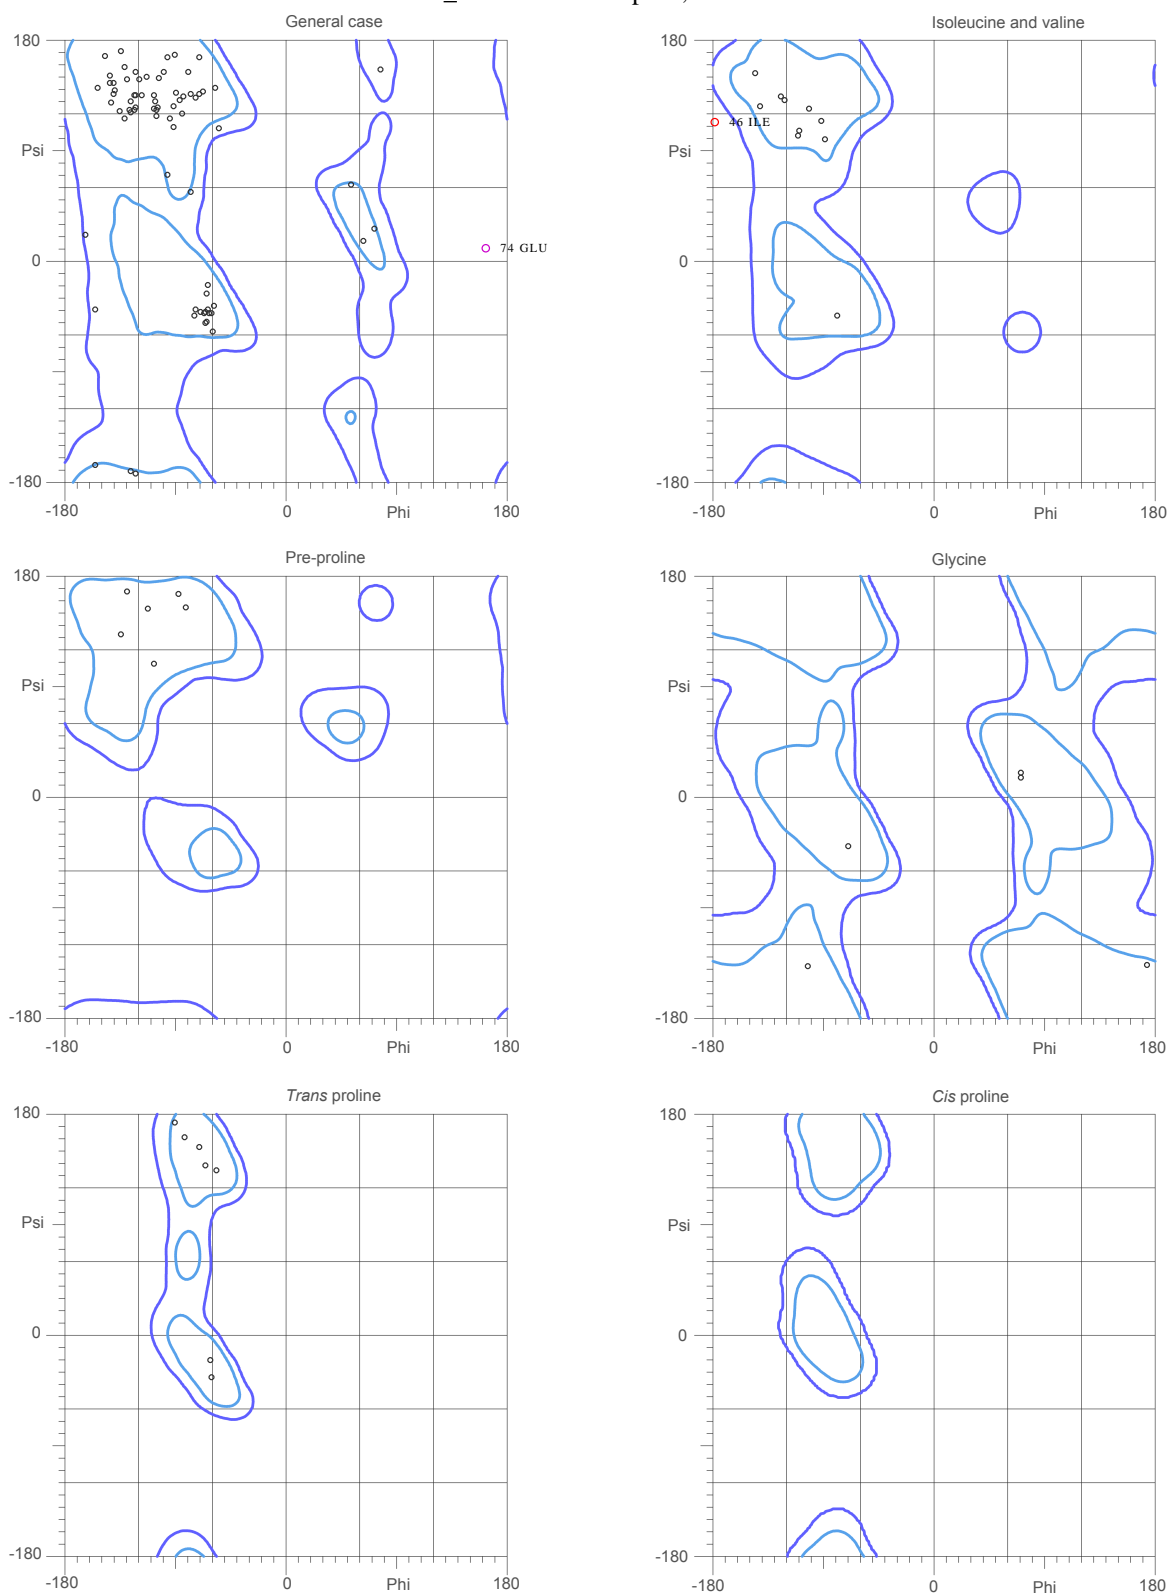 General case
180
Psi
0
-180
-180
0
Phi
180
74 GLU
Isoleucine and valine
180
46 ILE
Psi
0
-180
-180
0
Phi
180
Pre-proline
180
Psi
0
-180
-180
0
Phi
180
Glycine
180
Psi
0
-180
-180
0
Phi
180
Trans proline
180
Psi
0
-180
-180
0
Phi
180
Cis proline
180
Psi
0
-180
-180
0
Phi
180